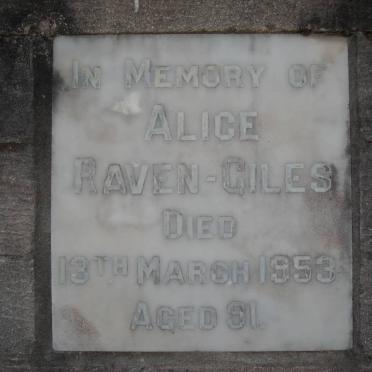 In Memory of
Alice
Raven-Giles
Died
13th March 1953
Aged 91.